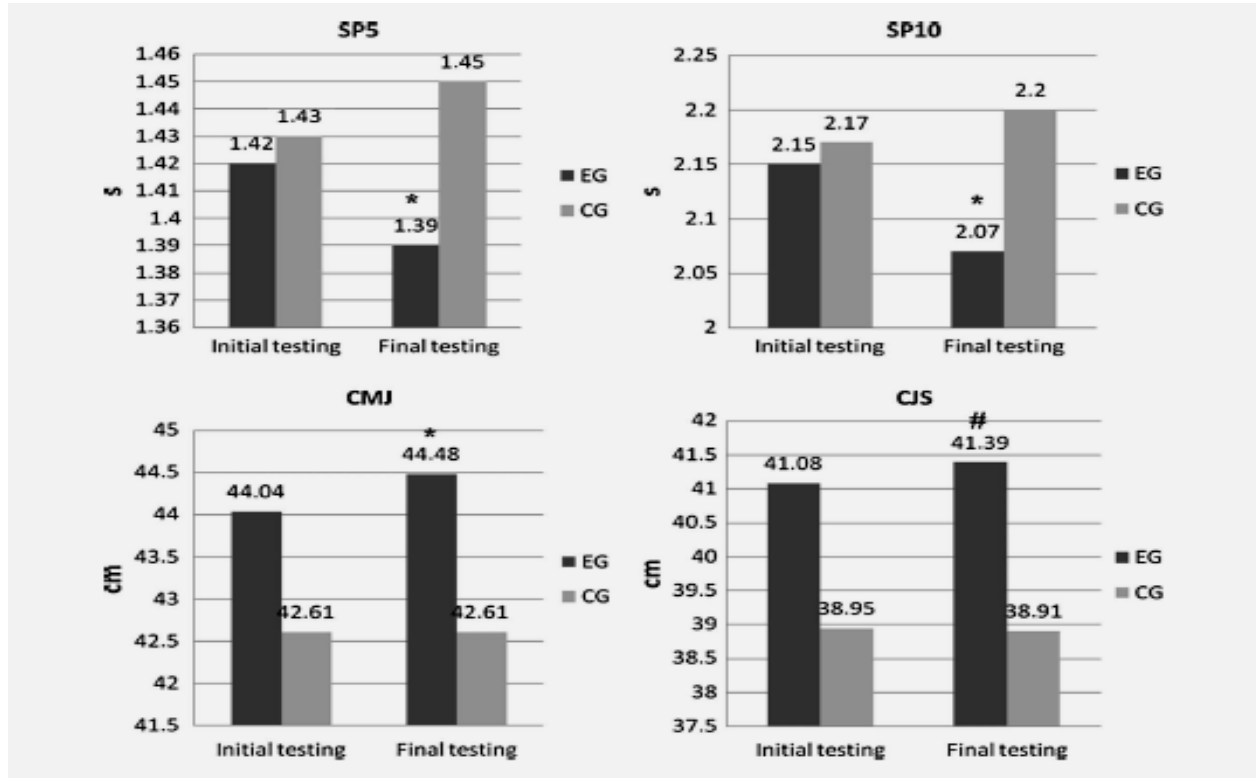 SP5
1.46
1.45
1.44
1.43
1.42
1.41
1.4
1.39
1.38
1.37
1.36
s
1.42
1.43
*
1.39
1.45
Initial testing
Final testing
EG
CG
SP10
2.25
2.2
2.15
2.1
2.05
2
s
2.15
2.17
*
2.07
2.2
Initial testing
Final testing
EG
CG
CMJ
45
44.5
44
43.5
43
42.5
42
41.5
cm
44.04
42.61
*
44.48
42.61
Initial testing
Final testing
EG
CG
CJS
42
41.5
41
40.5
40
39.5
39
38.5
38
37.5
cm
41.08
38.95
#
41.39
38.91
Initial testing
Final testing
EG
CG